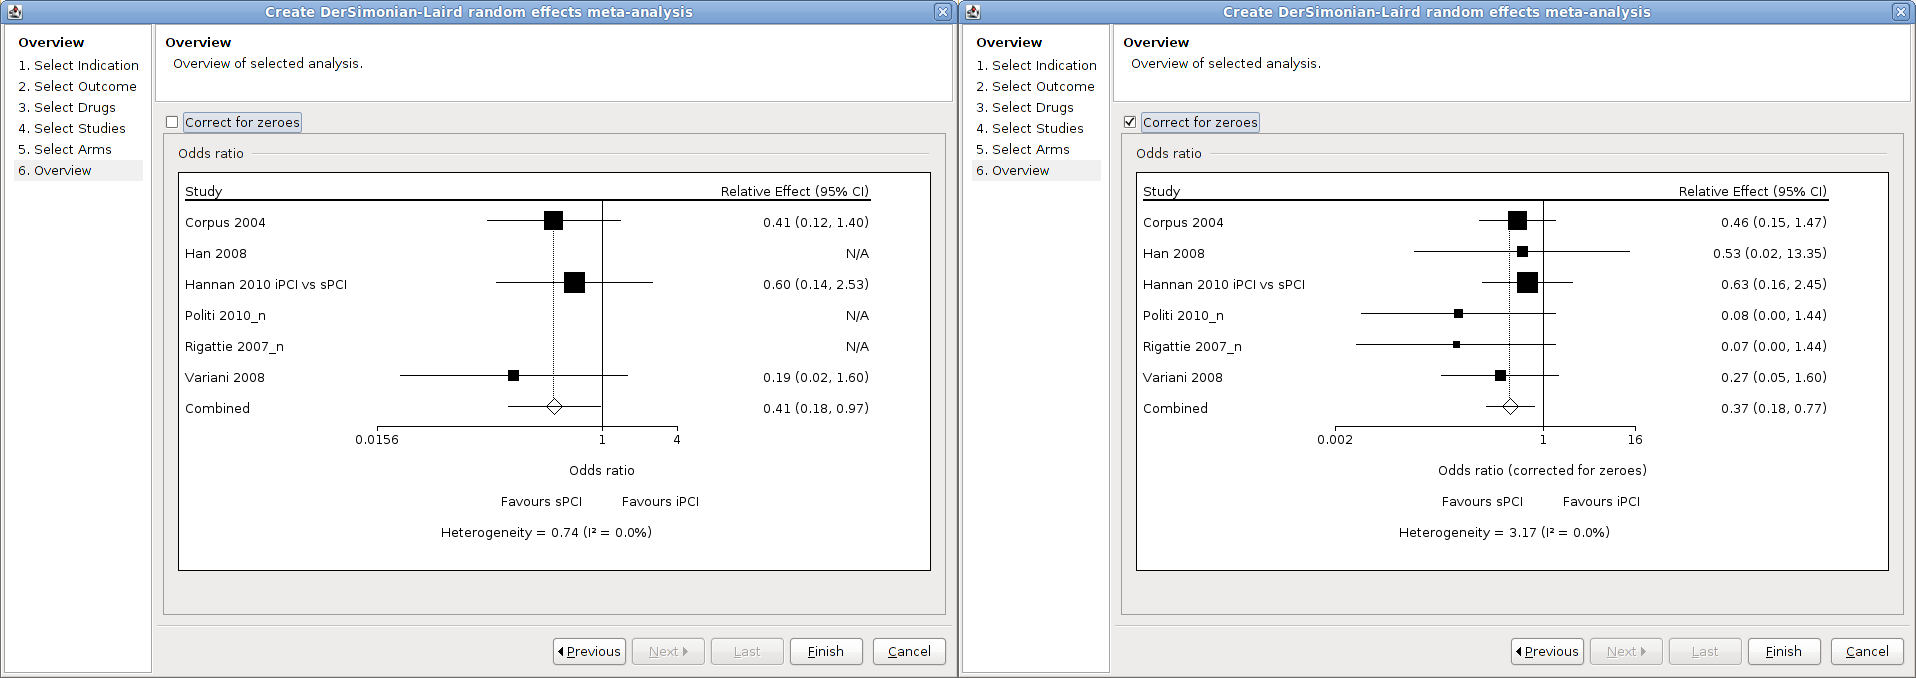 Create DerSimonian-Laird random effects meta-analysis
Overview
1. Select Indication
2. Select Outcome
3. Select Drugs
4. Select Studies
5. Select Arms
6. Overview
Overview
Overview of selected analysis.
Correct for zeroes
Odds ratio
Study Relative Effect (95% CI)
Corpus 2004 0.41 (0.12, 1.40)
Han 2008 N/A
Hannan 2010 iPCI vs sPCI 0.60 (0.14, 2.53)
Politi 2010_n N/A
Rigattie 2007_n N/A
Variani 2008 0.19 (0.02, 1.60)
Combined 0.41 (0.18, 0.97)
0.0156 1 4
Odds ratio
Favours sPCI Favours iPCI
Heterogeneity = 0.74 (I² = 0.0%)
Previous Next Last Finish Cancel
Create DerSimonian-Laird random effects meta-analysis
Overview
1. Select Indication
2. Select Outcome
3. Select Drugs
4. Select Studies
5. Select Arms
6. Overview
Overview
Overview of selected analysis.
Correct for zeroes
Odds ratio
Study Relative Effect (95% CI)
Corpus 2004 0.46 (0.15, 1.47)
Han 2008 0.53 (0.02, 13.35)
Hannan 2010 iPCI vs sPCI 0.63 (0.16, 2.45)
Politi 2010_n 0.08 (0.00, 1.44)
Rigattie 2007_n 0.07 (0.00, 1.44)
Variani 2008 0.27 (0.05, 1.60)
Combined 0.37 (0.18, 0.77)
0.002 1 16
Odds ratio (corrected for zeroes)
Favours sPCI Favours iPCI
Heterogeneity = 3.17 (I² = 0.0%)
Previous Next Last Finish Cancel